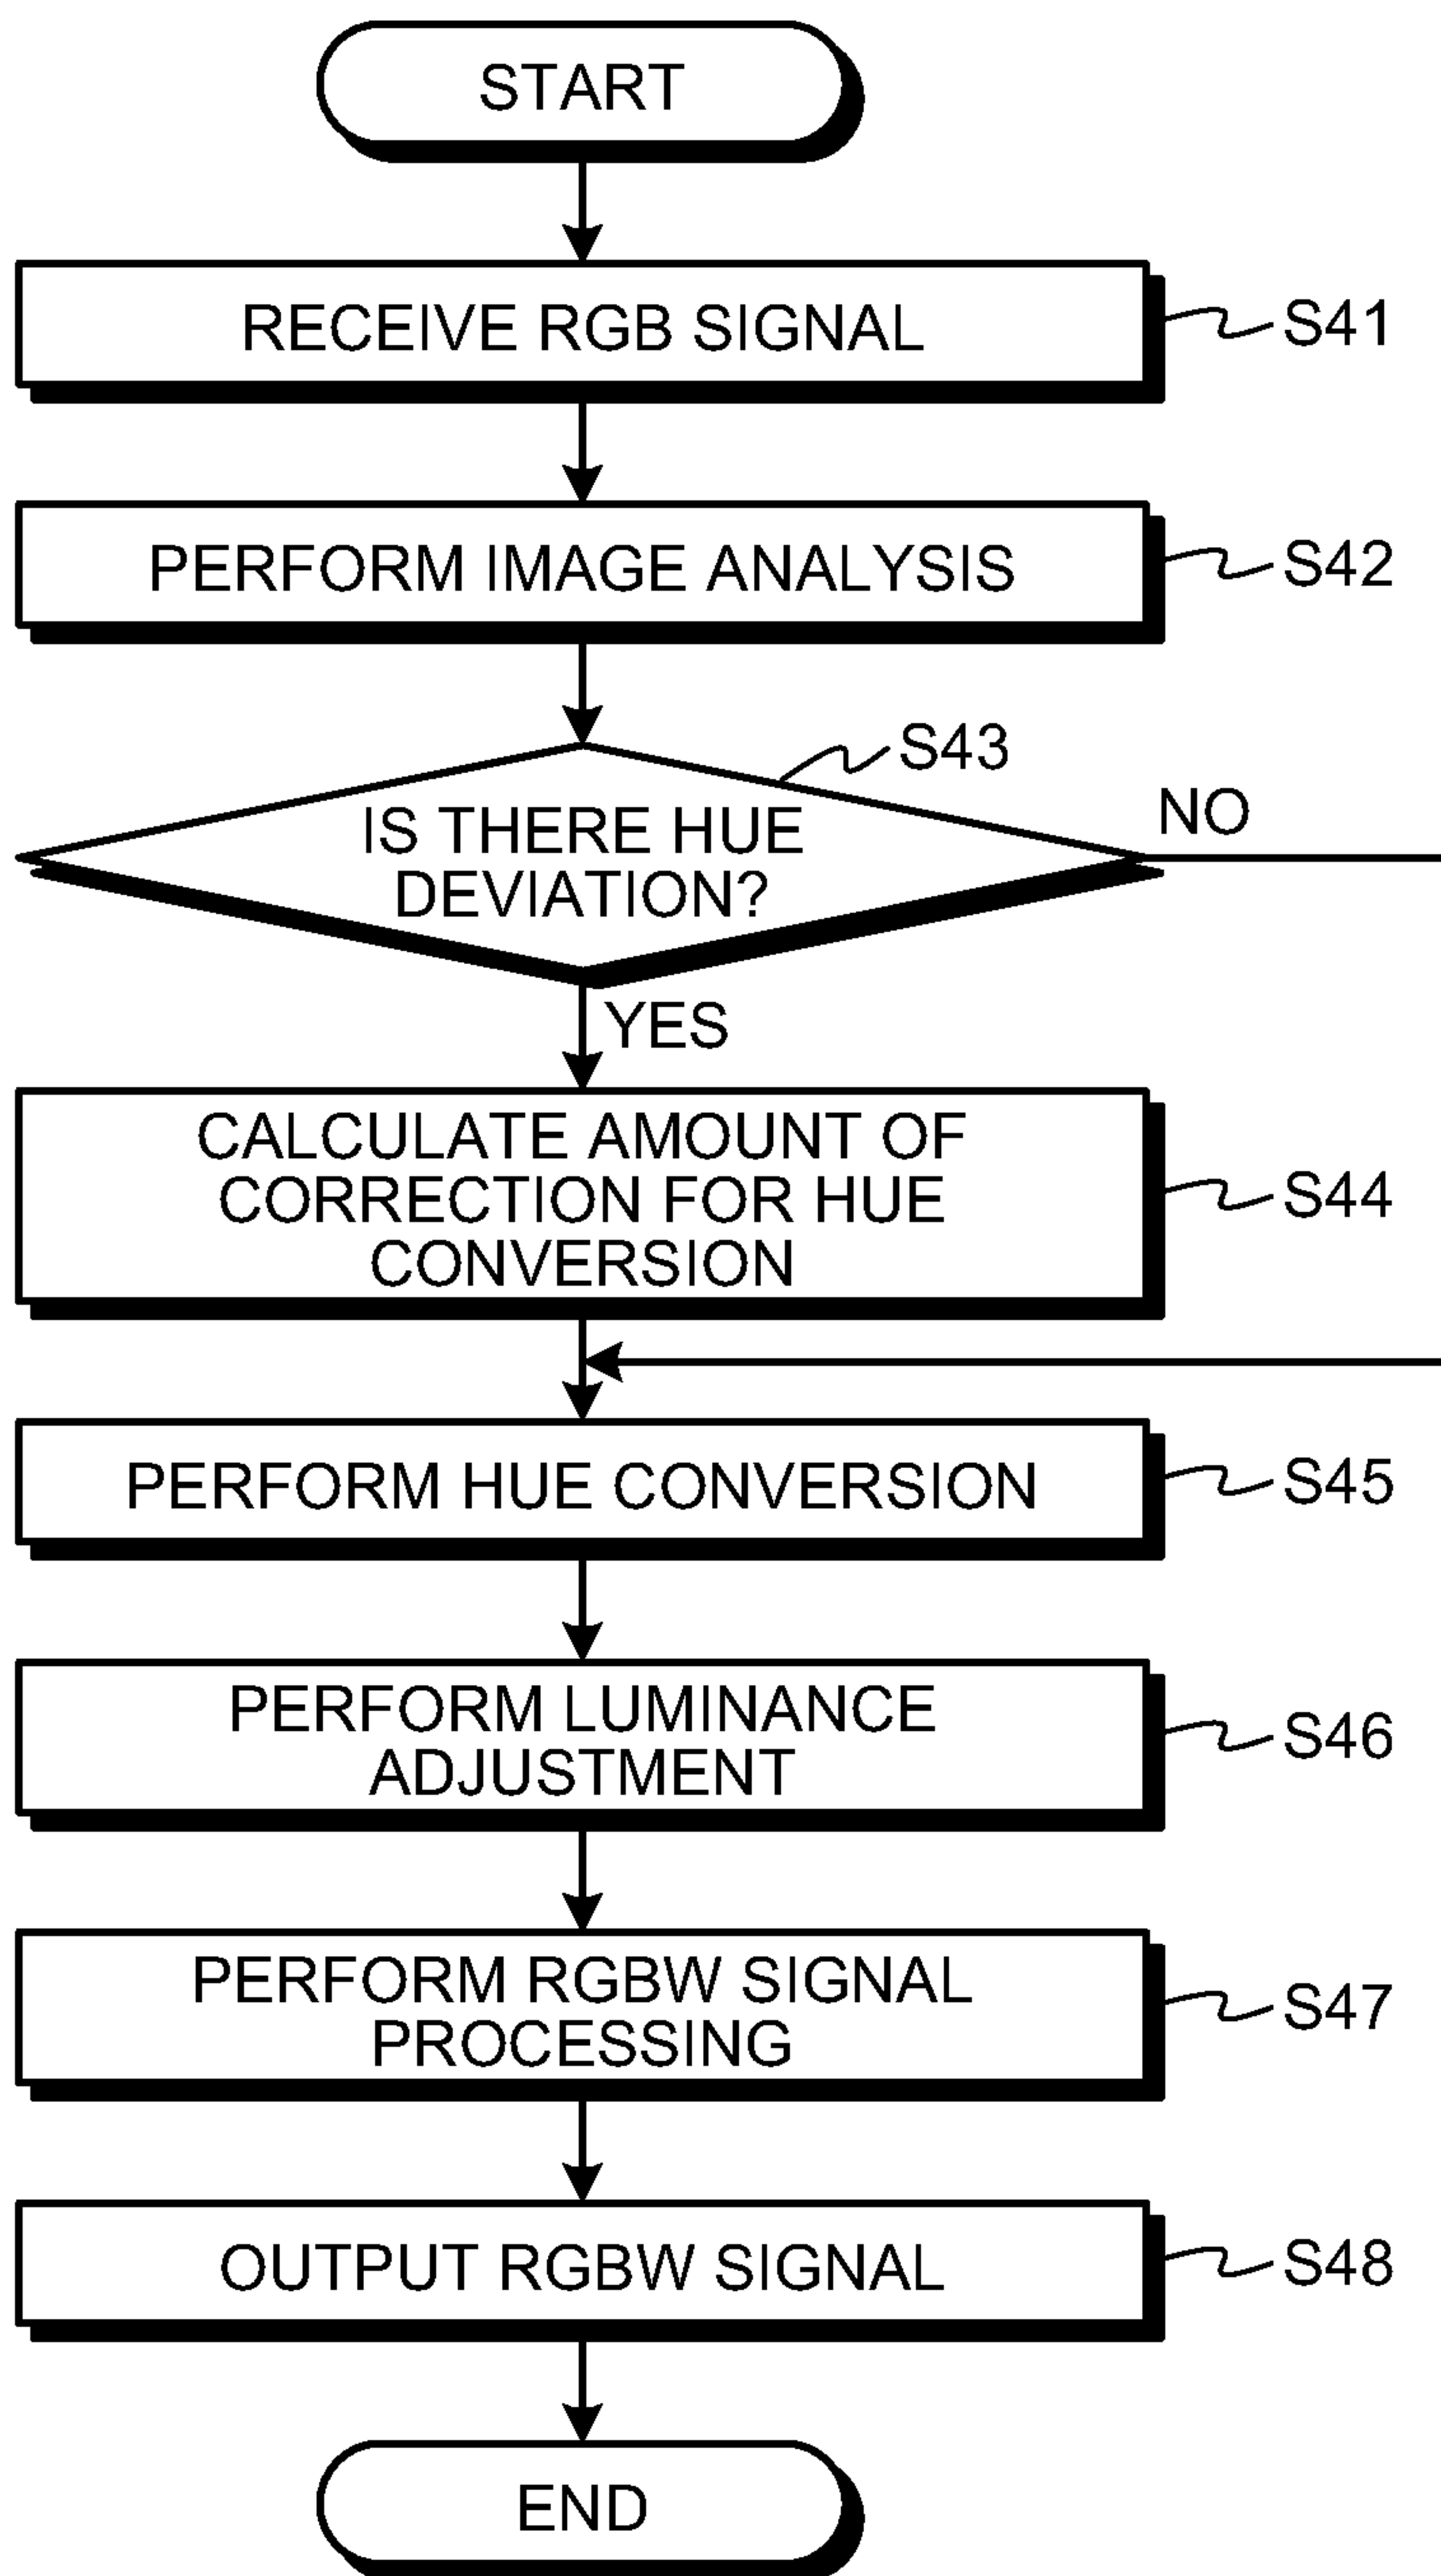 START
RECEIVE RGB SIGNAL
S41
PERFORM IMAGE ANALYSIS
S42
S43
IS THERE HUE
DEVIATION?
NO
YES
CALCULATE AMOUNT OF
CORRECTION FOR HUE
CONVERSION
S44
PERFORM HUE CONVERSION
S45
PERFORM LUMINANCE
ADJUSTMENT
S46
PERFORM RGBW SIGNAL
PROCESSING
S47
OUTPUT RGBW SIGNAL
S48
END